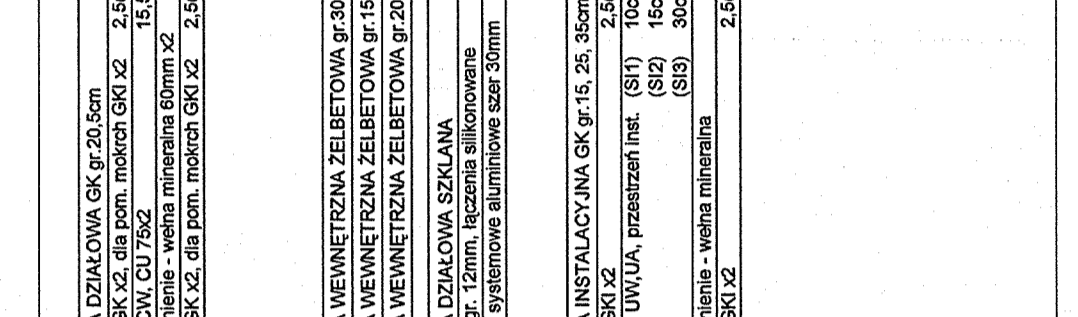 DZIAŁOWA GK gr.20,5cm
GK x2, dla pom. mokrch GKI x2 2,5
CW, CU 75x2 15,
wełna mineralna 60mm x2
GK x2, dla pom. mokrch GKI x2 2,5
WEWNĘTRZNA ŻELBETOWA gr.30
WEWNĘTRZNA ŻELBETOWA gr.15
WEWNĘTRZNA ŻELBETOWA gr.20
DZIAŁOWA SZKLANA
gr. 12mm, łączenia silikonowane
systemowe aluminiowe szer 30mm
INSTALACYJNA GK gr.15, 25, 35cm
GKI x2 2,5
UW,UA, przestrzeń inst. (SI1) 10c
(SI2) 15c
(SI3) 30c
- wełna mineralna
GKI x2 2,5